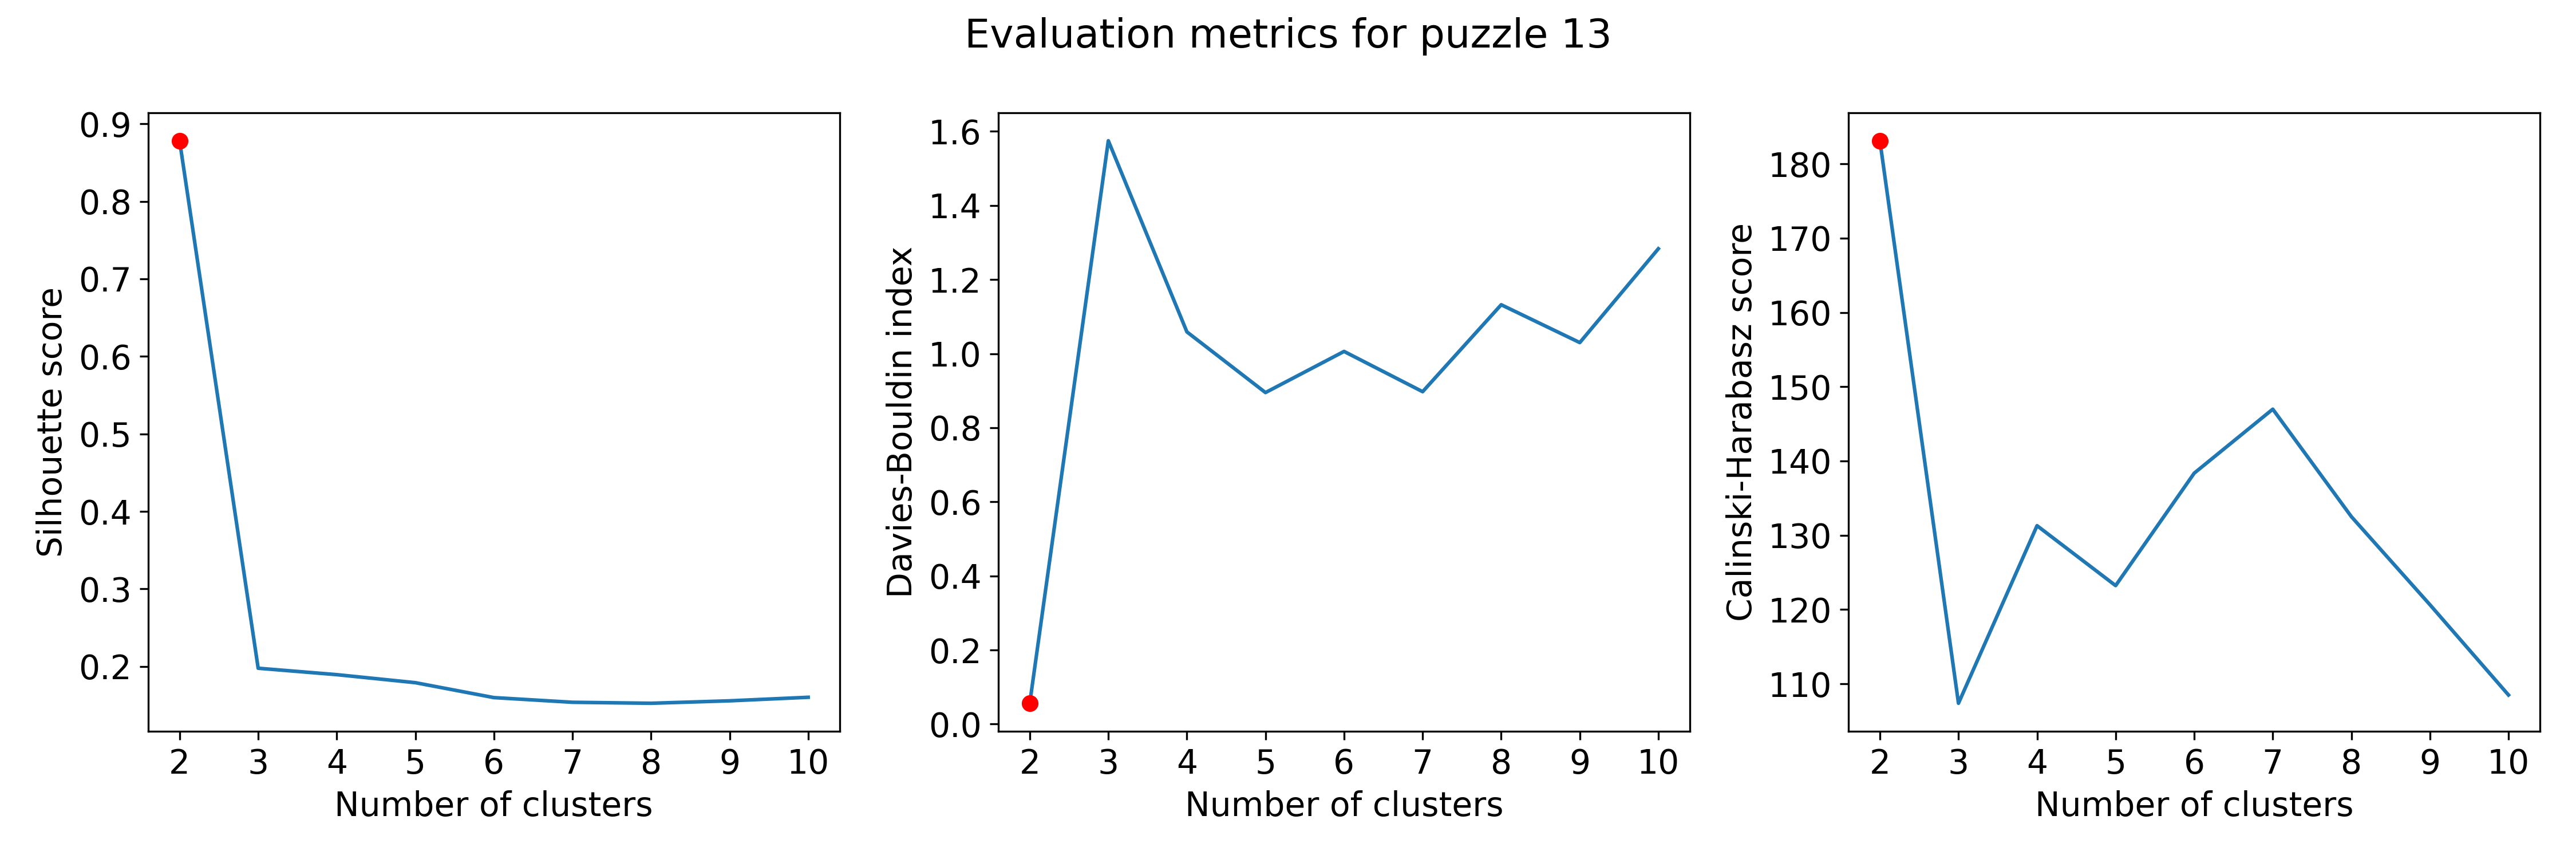 Evaluation metrics for puzzle 13
Silhouette score
0.9
0.8
0.7
0.6
0.5
0.4
0.3
0.2
2 3 4 5 6 7 8 9 10
Number of clusters
Davies-Bouldin index
1.6
1.4
1.2
1.0
0.8
0.6
0.4
0.2
0.0
2 3 4 5 6 7 8 9 10
Number of clusters
Calinski-Harabasz score
180
170
160
150
140
130
120
110
2 3 4 5 6 7 8 9 10
Number of clusters